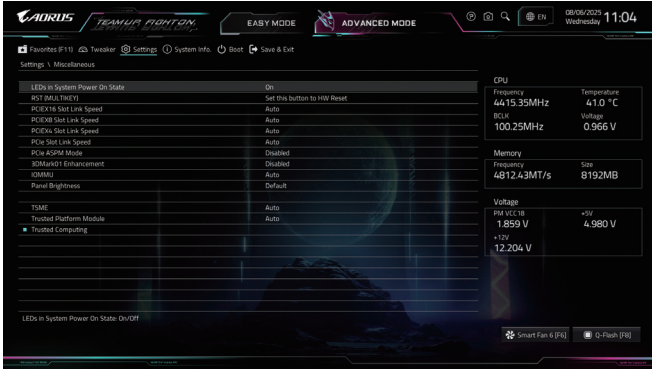 AORUS
TEAM UP. FIGHT ON.
EASY MODE
ADVANCED MODE
EN
08/06/2025
Wednesday
11:04
Favorites (F11)
Tweaker
Settings
System Info.
Boot
Save & Exit
Settings \ Miscellaneous
LEDs in System Power On State On
RST (MULTIKEY) Set this button to HW Reset
PCIEX16 Slot Link Speed Auto
PCIEX8 Slot Link Speed Auto
PCIEX4 Slot Link Speed Auto
PCIe Slot Link Speed Auto
PCIe ASPM Mode Disabled
3DMark01 Enhancement Disabled
IOMMU Auto
Panel Brightness Default
TSME Auto
Trusted Platform Module Auto
Trusted Computing
LEDs in System Power On State: On/Off
CPU
Frequency Temperature
4415.35MHz 41.0 °C
BCLK Voltage
100.25MHz 0.966 V
Memory
Frequency Size
4812.43MT/s 8192MB
Voltage
PM VCC18 +5V
1.859 V 4.980 V
+12V
12.204 V
Smart Fan 6 [F6]
Q-Flash [F8]